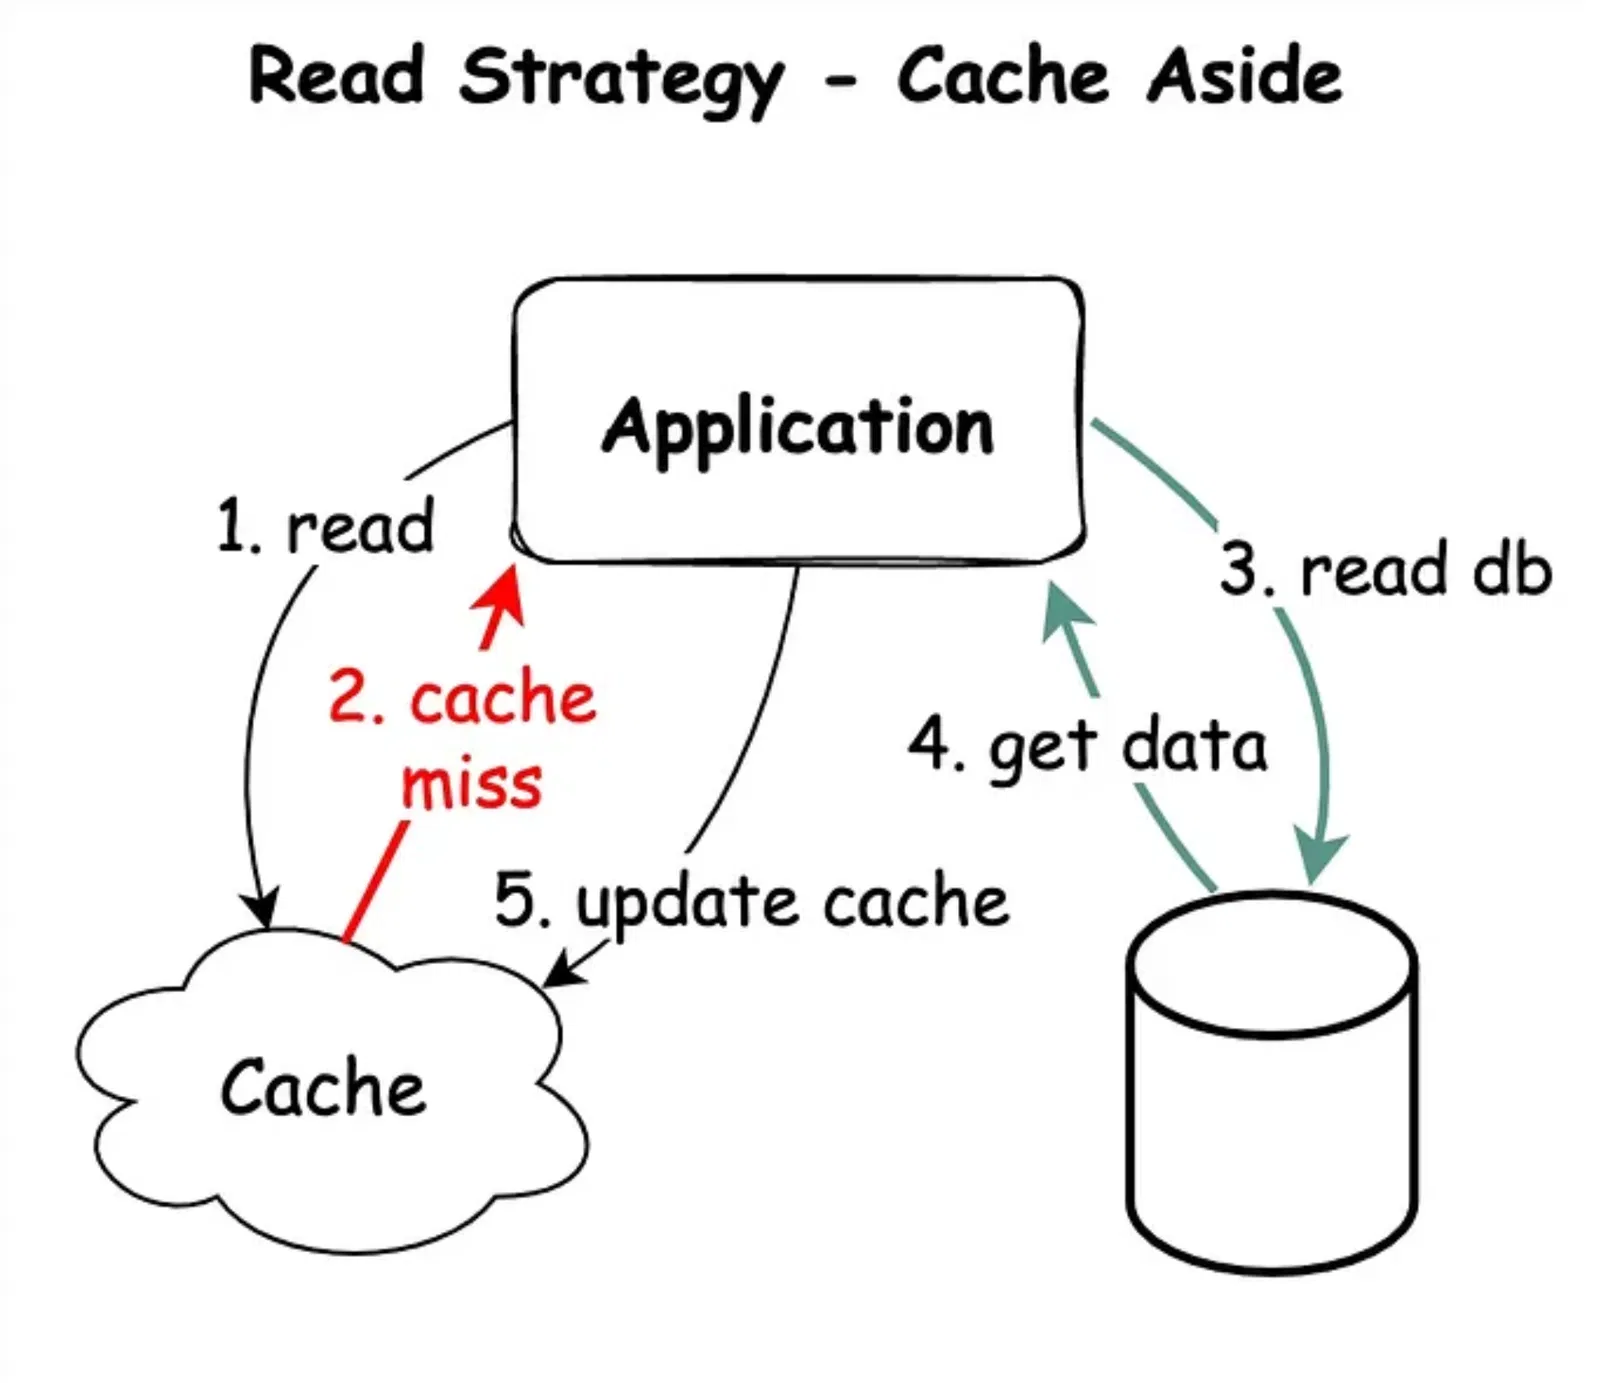 Read Strategy - Cache Aside
Application
1. read
2. cache
miss
3. read db
4. get data
5. update cache
Cache